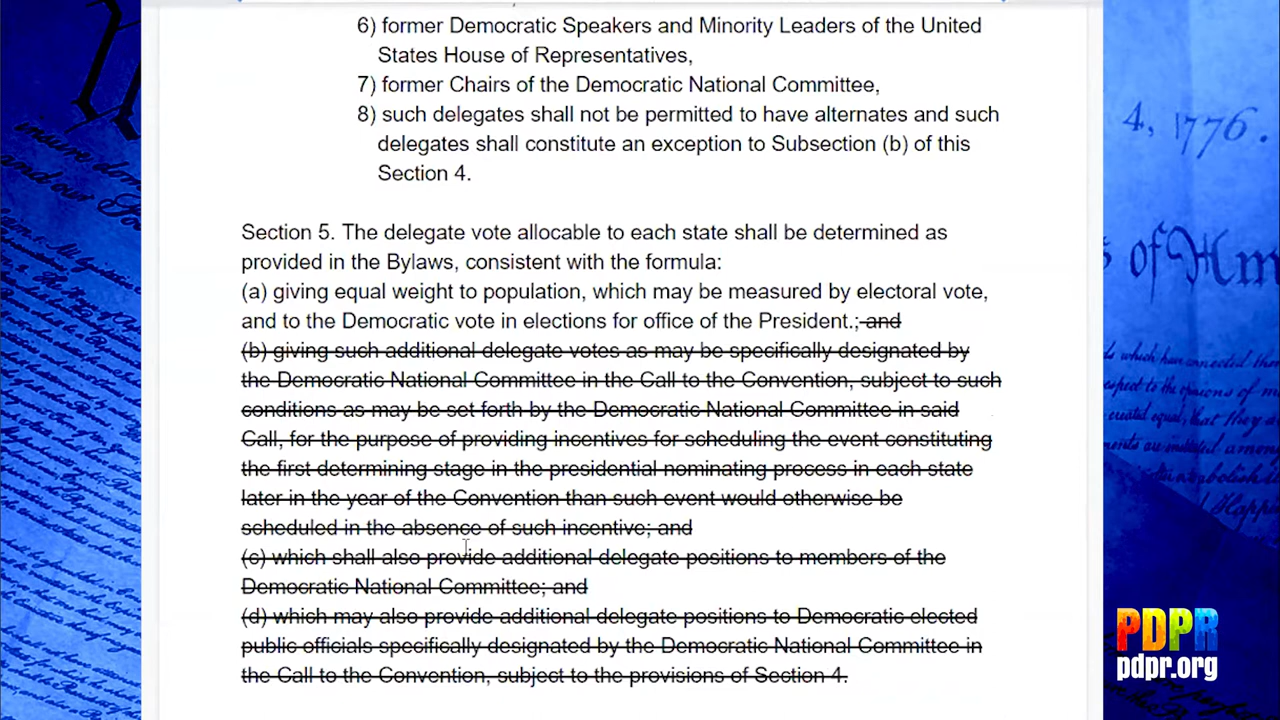 6) former Democratic Speakers and Minority Leaders of the United
States House of Representatives,
7) former Chairs of the Democratic National Committee,
8) such delegates shall not be permitted to have alternates and such
delegates shall constitute an exception to Subsection (b) of this
Section 4.
Section 5. The delegate vote allocable to each state shall be determined as
provided in the Bylaws, consistent with the formula:
(a) giving equal weight to population, which may be measured by electoral vote,
and to the Democratic vote in elections for office of the President.; and
(b) giving such additional delegate votes as may be specifically designated by
the Democratic National Committee in the Call to the Convention, subject to such
conditions as may be set forth by the Democratic National Committee in said
Call, for the purpose of providing incentives for scheduling the event constituting
the first determining stage in the presidential nominating process in each state
later in the year of the Convention than such event would otherwise be
scheduled in the absence of such incentive; and
(c) which shall also provide additional delegate positions to members of the
Democratic National Committee; and
(d) which may also provide additional delegate positions to Democratic elected
public officials specifically designated by the Democratic National Committee in
the Call to the Convention, subject to the provisions of Section 4.
4, 1776.
of Am
PDPR
pdpr.org